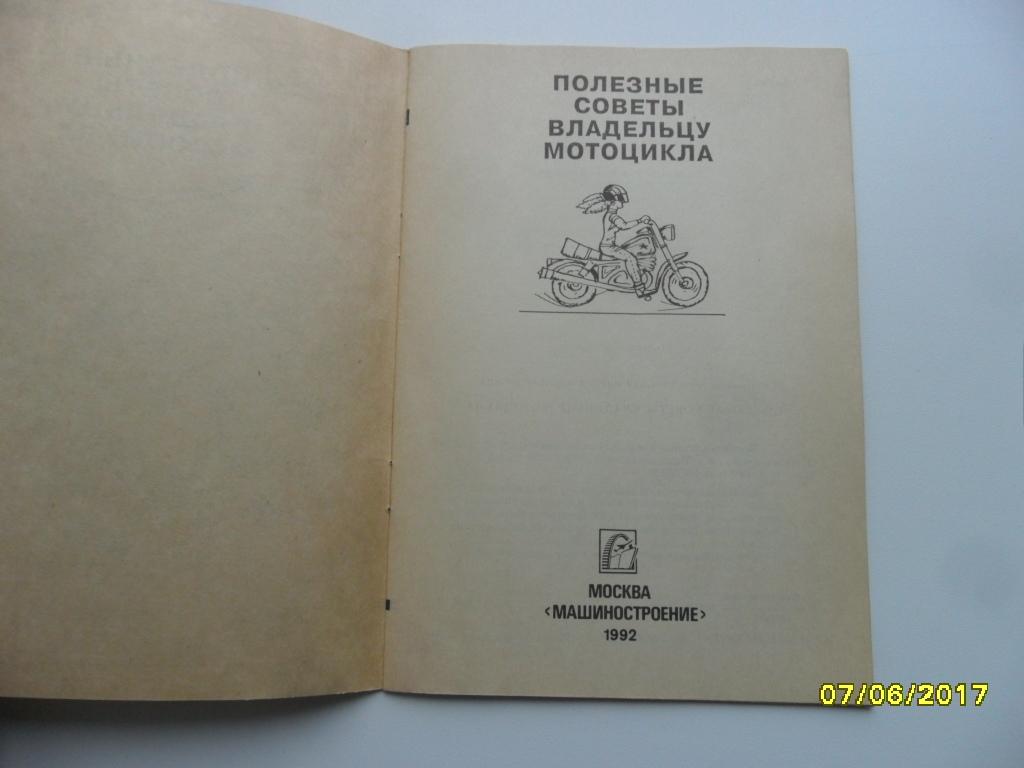 ПОЛЕЗНЫЕ
СОВЕТЫ
ВЛАДЕЛЬЦУ
МОТОЦИКЛА
МОСКВА
‹МАШИНОСТРОЕНИЕ›
1992
07/06/2017